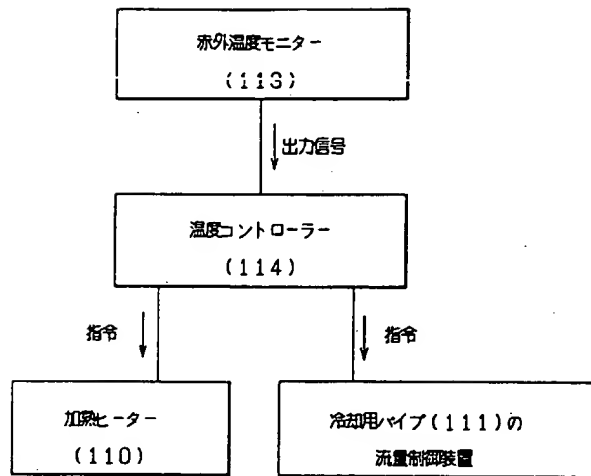 赤外温度モニター
(113)
出力信号
温度コントローラー
(114)
指令
指令
加熱ヒーター
(110)
冷却用パイプ(111)の
流量制御装置